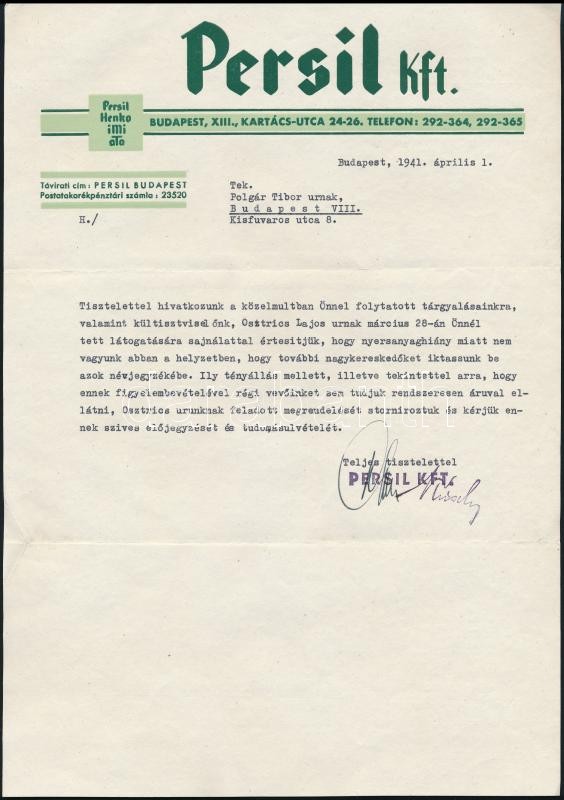 Persil Kft.
Persil
Henko
iMi
ATA
BUDAPEST, XIII., KARTÁCS-UTCA 24-26. TELEFON: 292-364, 292-365
Budapest, 1941. április 1.
Távirati cím: PERSIL BUDAPEST
Postatakarékpénztári számla: 23520
H./
Tek.
Polgár Tibor urnak,
Budapest VIII.
Kisfuvaros utca 8.
Tisztelettel hivatkozunk a közelmultban Önnel folytatott tárgyalásainkra,
valamint kültisztviselőnk, Osztrics Lajos urnak március 28-án Önnél
tett látogatására sajnálattal értesitjük, hogy nyersanyaghiány miatt nem
vagyunk abban a helyzetben, hogy további nagykereskedőket iktassunk be
azok névjegzékébe. Ily tényállás mellett, illetve tekintettel arra, hogy
ennek figyelembevételével régi vevőinket sem tudjuk rendszeresen áruval el-
látni, Osztrics urunknak feladott megrendelését storniroztuk és kérjük en-
nek szives előjegyzését és tudomásulvételét.
Teljes tisztelettel
PERSIL KFT.